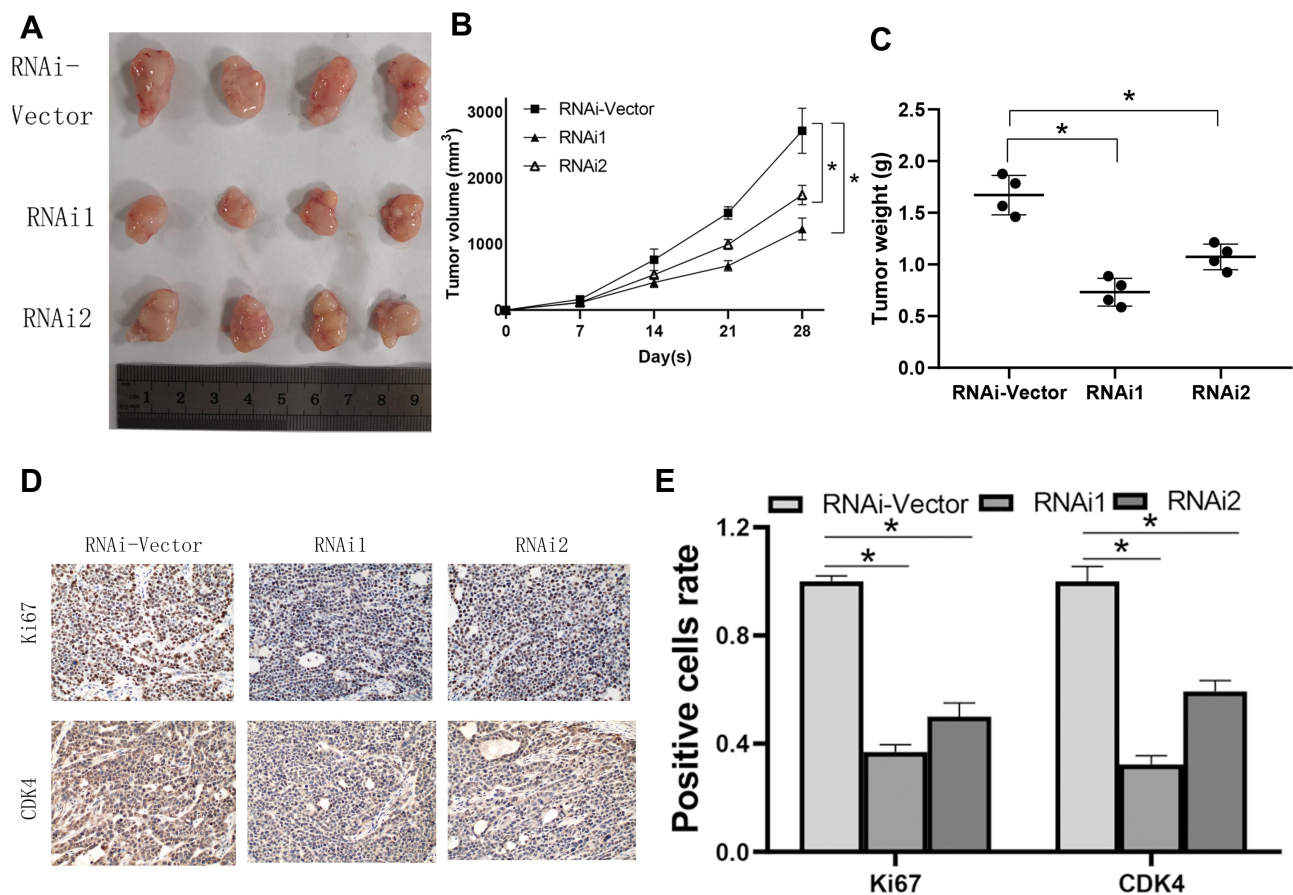 A
RNAi-
Vector
RNAi1
RNAi2
1 2 3 4 5 6 7 8 9
B
Tumor volume (mm³)
3000
2000
1000
0
RNAi-Vector
RNAi1
RNAi2
*
*
0 7 14 21 28
Day(s)
C
Tumor weight (g)
2.5
2.0
1.5
1.0
0.5
0.0
*
*
RNAi-Vector RNAi1 RNAi2
D
RNAi-Vector RNAi1 RNAi2
Ki67
CDK4
E
RNAi-Vector RNAi1 RNAi2
Positive cells rate
1.2
0.8
0.4
0.0
*
*
*
*
Ki67 CDK4